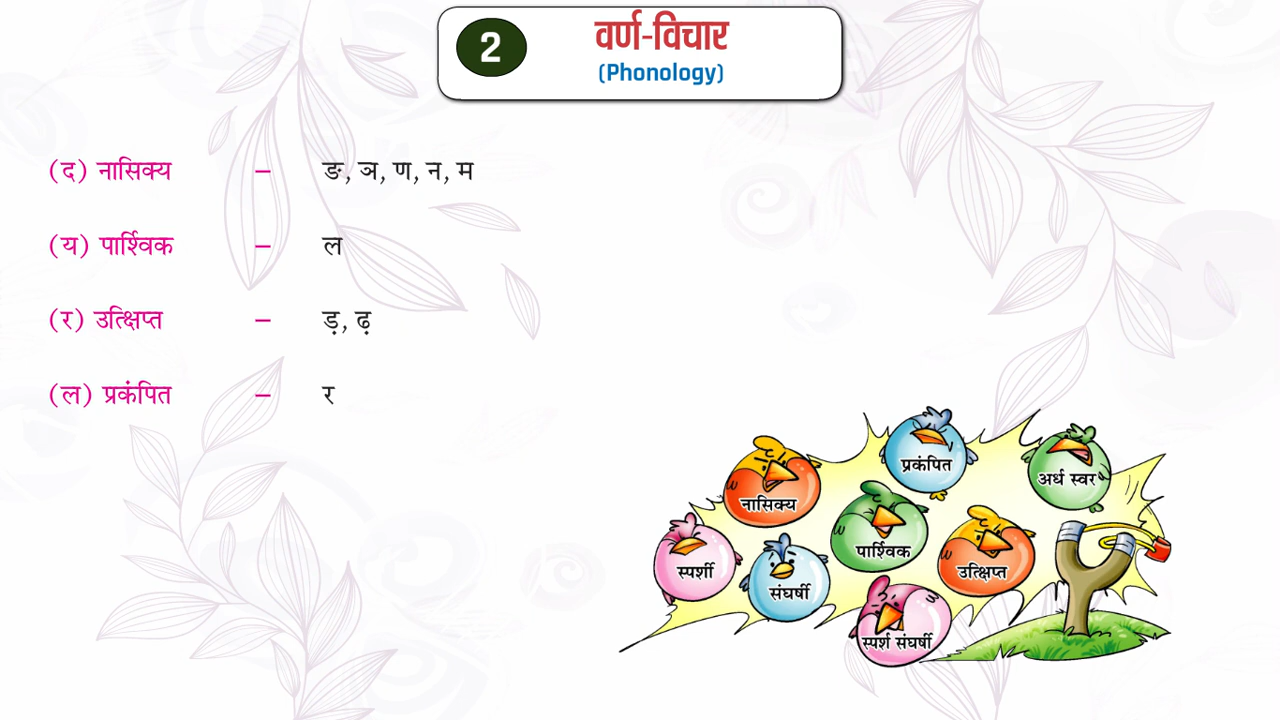 2
वर्ण-विचार
(Phonology)
(द) नासिक्य – ङ, ञ, ण, न, म
(य) पार्श्विक – ल
(र) उत्क्षिप्त – ड़, ढ़
(ल) प्रकंपित – र
प्रकंपित
अर्ध स्वर
नासिक्य
पार्श्विक
स्पर्शी
संघर्षी
उत्क्षिप्त
स्पर्श संघर्षी